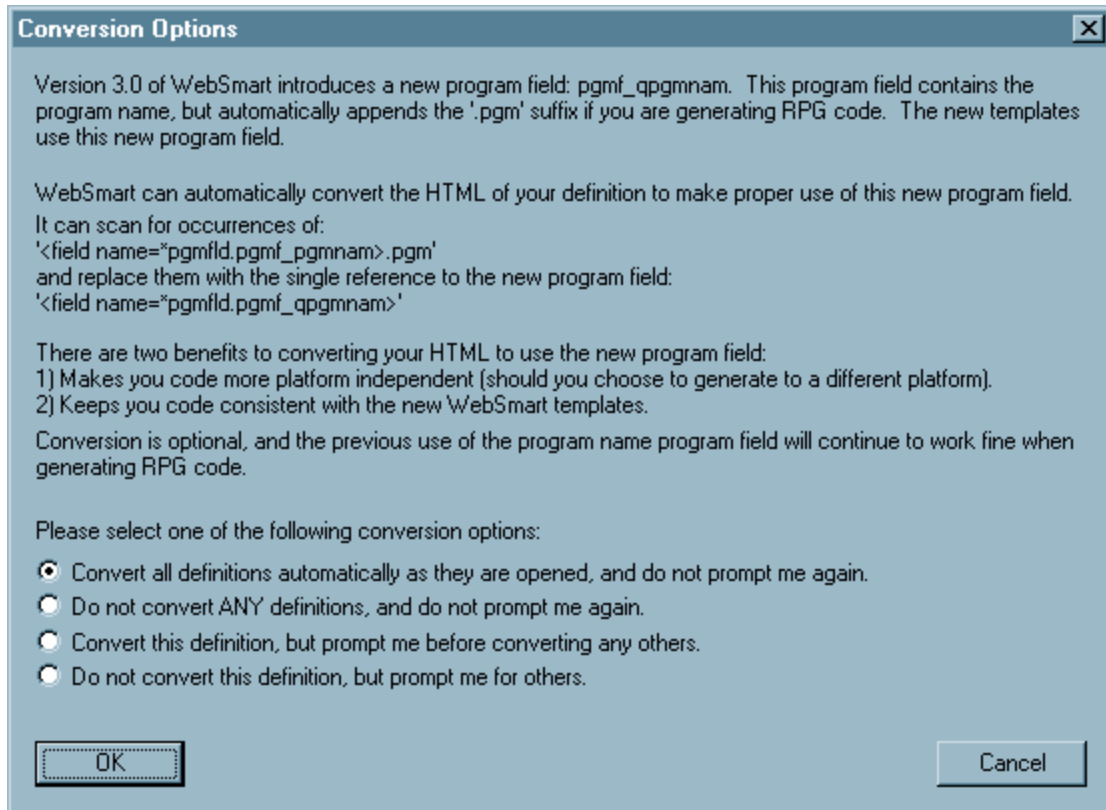 Conversion Options
Version 3.0 of WebSmart introduces a new program field: pgmf_qpgmnam.  This program field contains the
program name, but automatically appends the '.pgm' suffix if you are generating RPG code.  The new templates
use this new program field.
WebSmart can automatically convert the HTML of your definition to make proper use of this new program field.
It can scan for occurrences of:
'<field name=*pgmfld.pgmf_pgmnam>.pgm'
and replace them with the single reference to the new program field:
'<field name=*pgmfld.pgmf_qpgmnam>'
There are two benefits to converting your HTML to use the new program field:
1) Makes you code more platform independent (should you choose to generate to a different platform).
2) Keeps you code consistent with the new WebSmart templates.
Conversion is optional, and the previous use of the program name program field will continue to work fine when
generating RPG code.
Please select one of the following conversion options:
Convert all definitions automatically as they are opened, and do not prompt me again.
Do not convert ANY definitions, and do not prompt me again.
Convert this definition, but prompt me before converting any others.
Do not convert this definition, but prompt me for others.
OK
Cancel